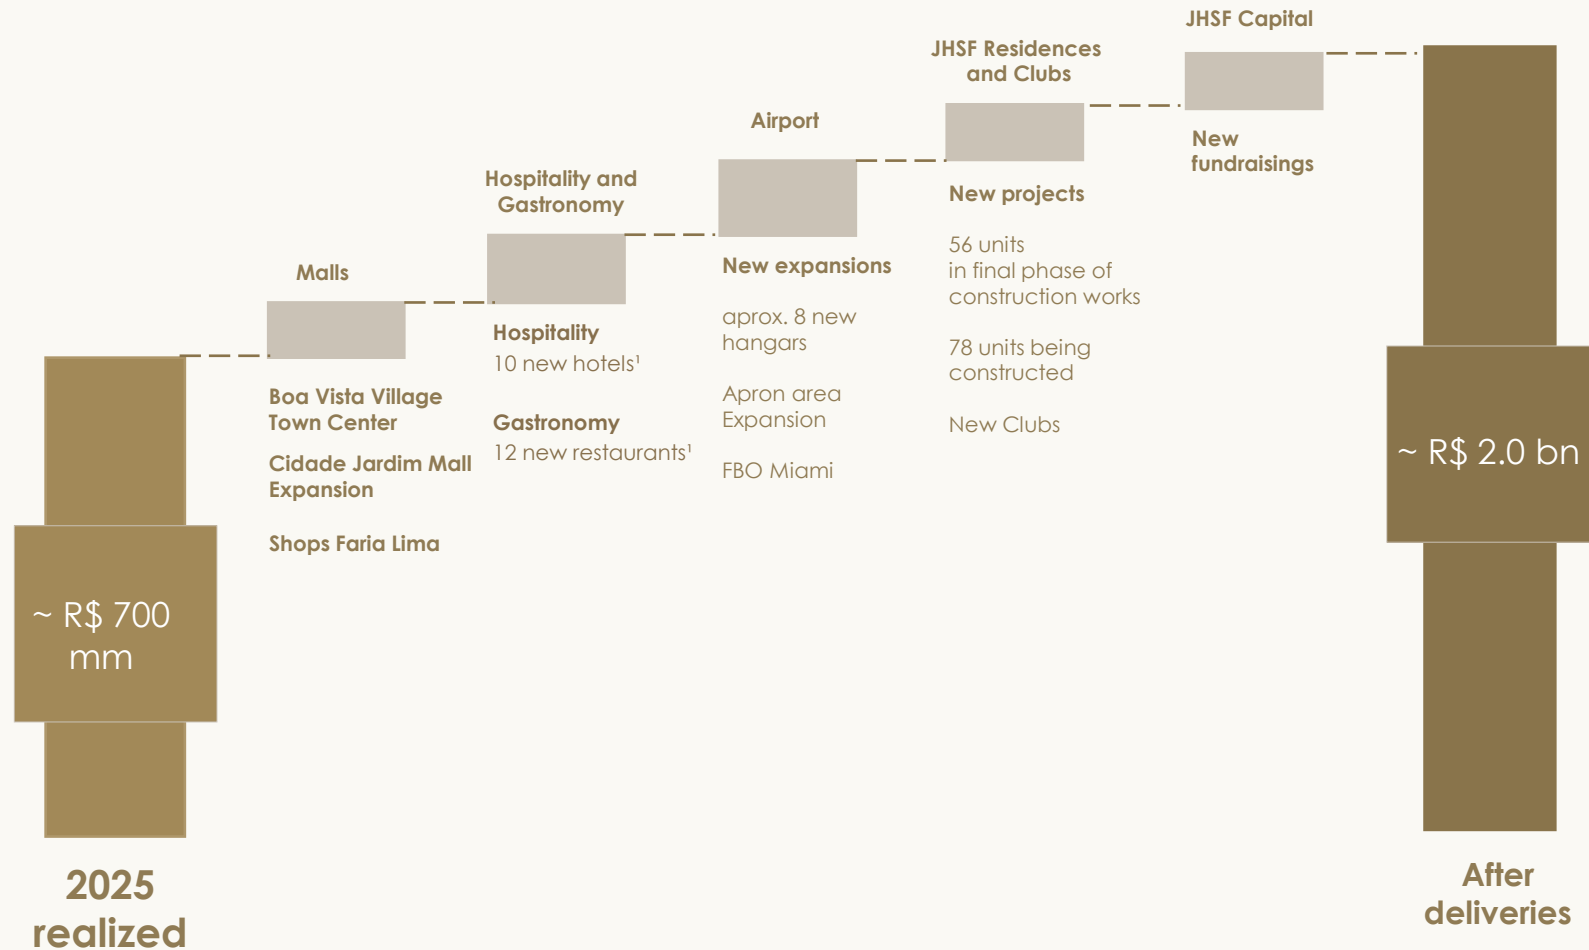 JHSF Capital
New
fundraisings
JHSF Residences
and Clubs
New projects
56 units
in final phase of
construction works
78 units being
constructed
New Clubs
Airport
New expansions
aprox. 8 new
hangars
Apron area
Expansion
FBO Miami
Hospitality and
Gastronomy
Hospitality
10 new hotels¹
Gastronomy
12 new restaurants¹
Malls
Boa Vista Village
Town Center
Cidade Jardim Mall
Expansion
Shops Faria Lima
~ R$ 700
mm
2025
realized
~ R$ 2.0 bn
After
deliveries